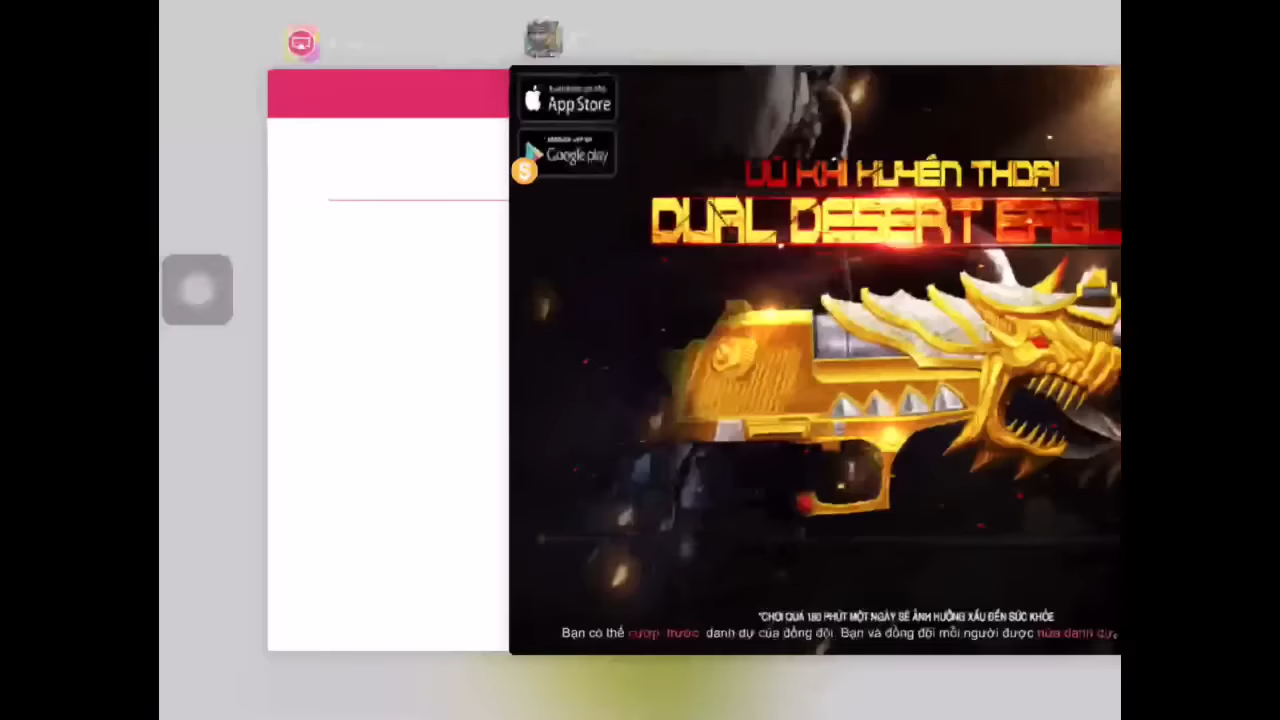 App Store
Google play
$
VŨ KHÍ HUYỀN THOẠI
DUAL DESERT EAGL
*CHƠI QUÁ 180 PHÚT MỘT NGÀY SẼ ẢNH HƯỞNG XẤU ĐẾN SỨC KHỎE
Bạn có thể cướp trước danh dự của đồng đội. Bạn và đồng đội mỗi người được nửa danh dự.